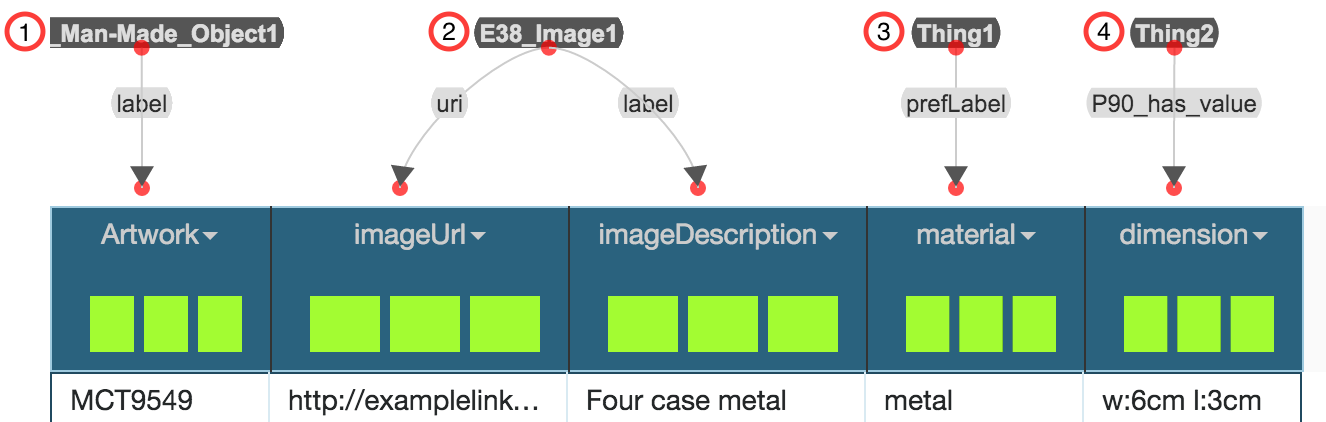 1 _Man-Made_Object1 2 E38_Image1 3 Thing1 4 Thing2
label uri label prefLabel P90_has_value
Artwork imageUrl imageDescription material dimension
MCT9549 http://examplelink... Four case metal metal w:6cm l:3cm